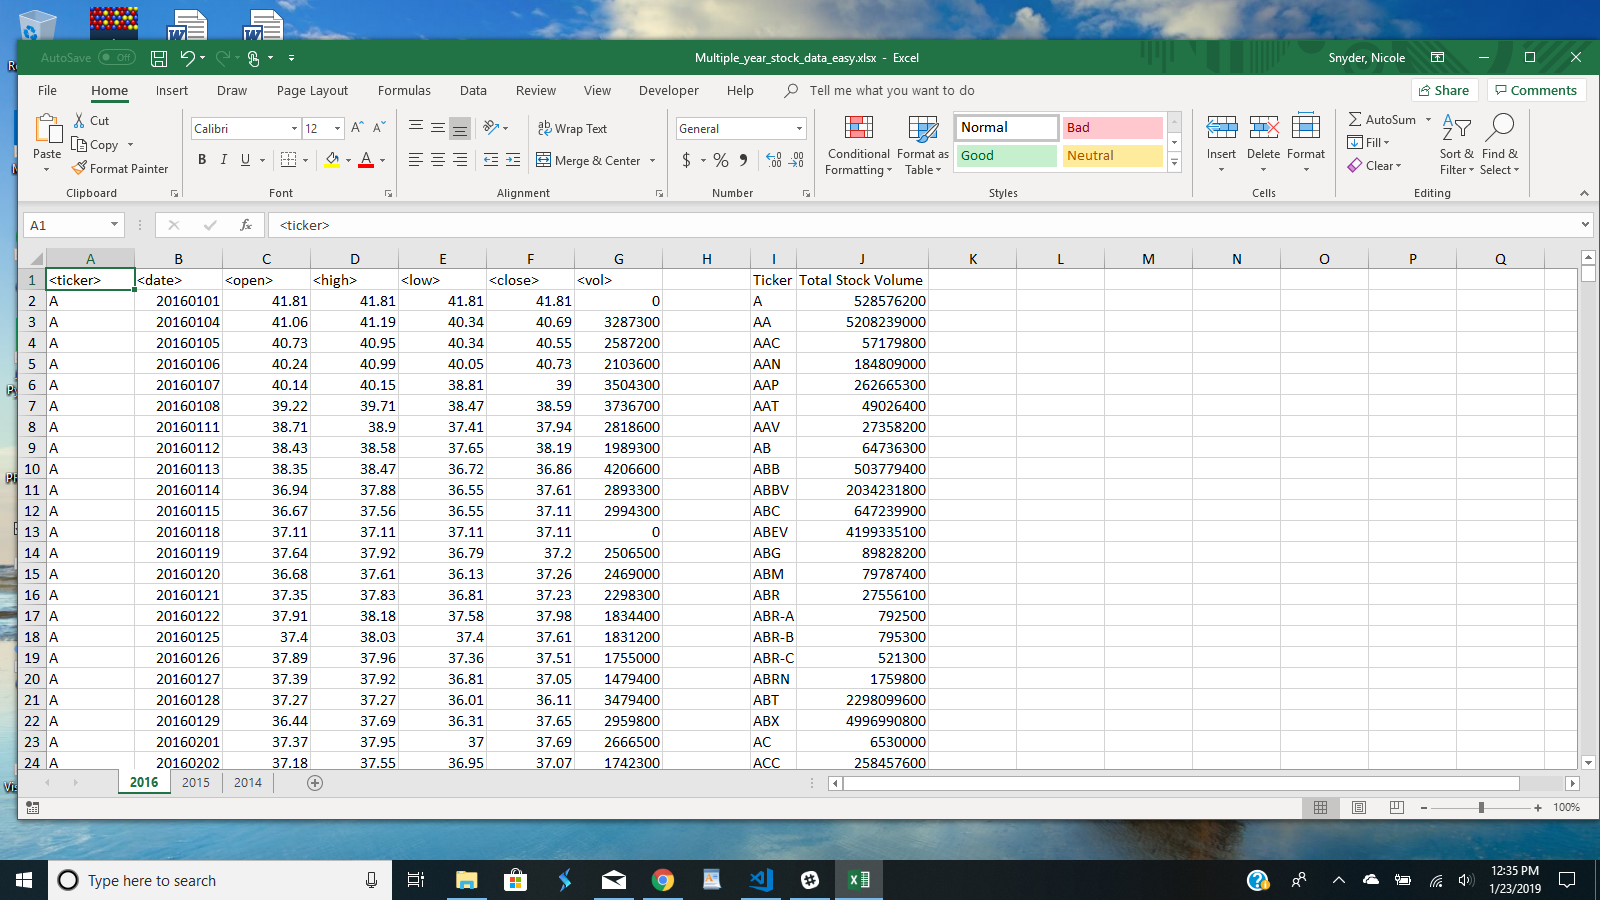 AutoSave Off
Multiple_year_stock_data_easy.xlsx - Excel
Snyder, Nicole
File Home Insert Draw Page Layout Formulas Data Review View Developer Help Tell me what you want to do Share Comments
Paste Cut Copy Format Painter Clipboard
Calibri 12 B I U A Font
Wrap Text Merge & Center Alignment
General $ % Number
Conditional Formatting Format as Table Normal Bad Good Neutral Styles
Insert Delete Format Cells
AutoSum Fill Clear Sort & Filter Find & Select Editing
A1 fx <ticker>
A B C D E F G H I J K L M N O P Q
1 <ticker> <date> <open> <high> <low> <close> <vol> Ticker Total Stock Volume
2 A 20160101 41.81 41.81 41.81 41.81 0 A 528576200
3 A 20160104 41.06 41.19 40.34 40.69 3287300 AA 5208239000
4 A 20160105 40.73 40.95 40.34 40.55 2587200 AAC 57179800
5 A 20160106 40.24 40.99 40.05 40.73 2103600 AAN 184809000
6 A 20160107 40.14 40.15 38.81 39 3504300 AAP 262665300
7 A 20160108 39.22 39.71 38.47 38.59 3736700 AAT 49026400
8 A 20160111 38.71 38.9 37.41 37.94 2818600 AAV 27358200
9 A 20160112 38.43 38.58 37.65 38.19 1989300 AB 64736300
10 A 20160113 38.35 38.47 36.72 36.86 4206600 ABB 503779400
11 A 20160114 36.94 37.88 36.55 37.61 2893300 ABBV 2034231800
12 A 20160115 36.67 37.56 36.55 37.11 2994300 ABC 647239900
13 A 20160118 37.11 37.11 37.11 37.11 0 ABEV 4199335100
14 A 20160119 37.64 37.92 36.79 37.2 2506500 ABG 89828200
15 A 20160120 36.68 37.61 36.13 37.26 2469000 ABM 79787400
16 A 20160121 37.35 37.83 36.81 37.23 2298300 ABR 27556100
17 A 20160122 37.91 38.18 37.58 37.98 1834400 ABR-A 792500
18 A 20160125 37.4 38.03 37.4 37.61 1831200 ABR-B 795300
19 A 20160126 37.89 37.96 37.36 37.51 1755000 ABR-C 521300
20 A 20160127 37.39 37.92 36.81 37.05 1479400 ABRN 1759800
21 A 20160128 37.27 37.27 36.01 36.11 3479400 ABT 2298099600
22 A 20160129 36.44 37.69 36.31 37.65 2959800 ABX 4996990800
23 A 20160201 37.37 37.95 37 37.69 2666500 AC 6530000
24 A 20160202 37.18 37.55 36.95 37.07 1742300 ACC 258457600
2016 2015 2014
100%
Type here to search
12:35 PM
1/23/2019